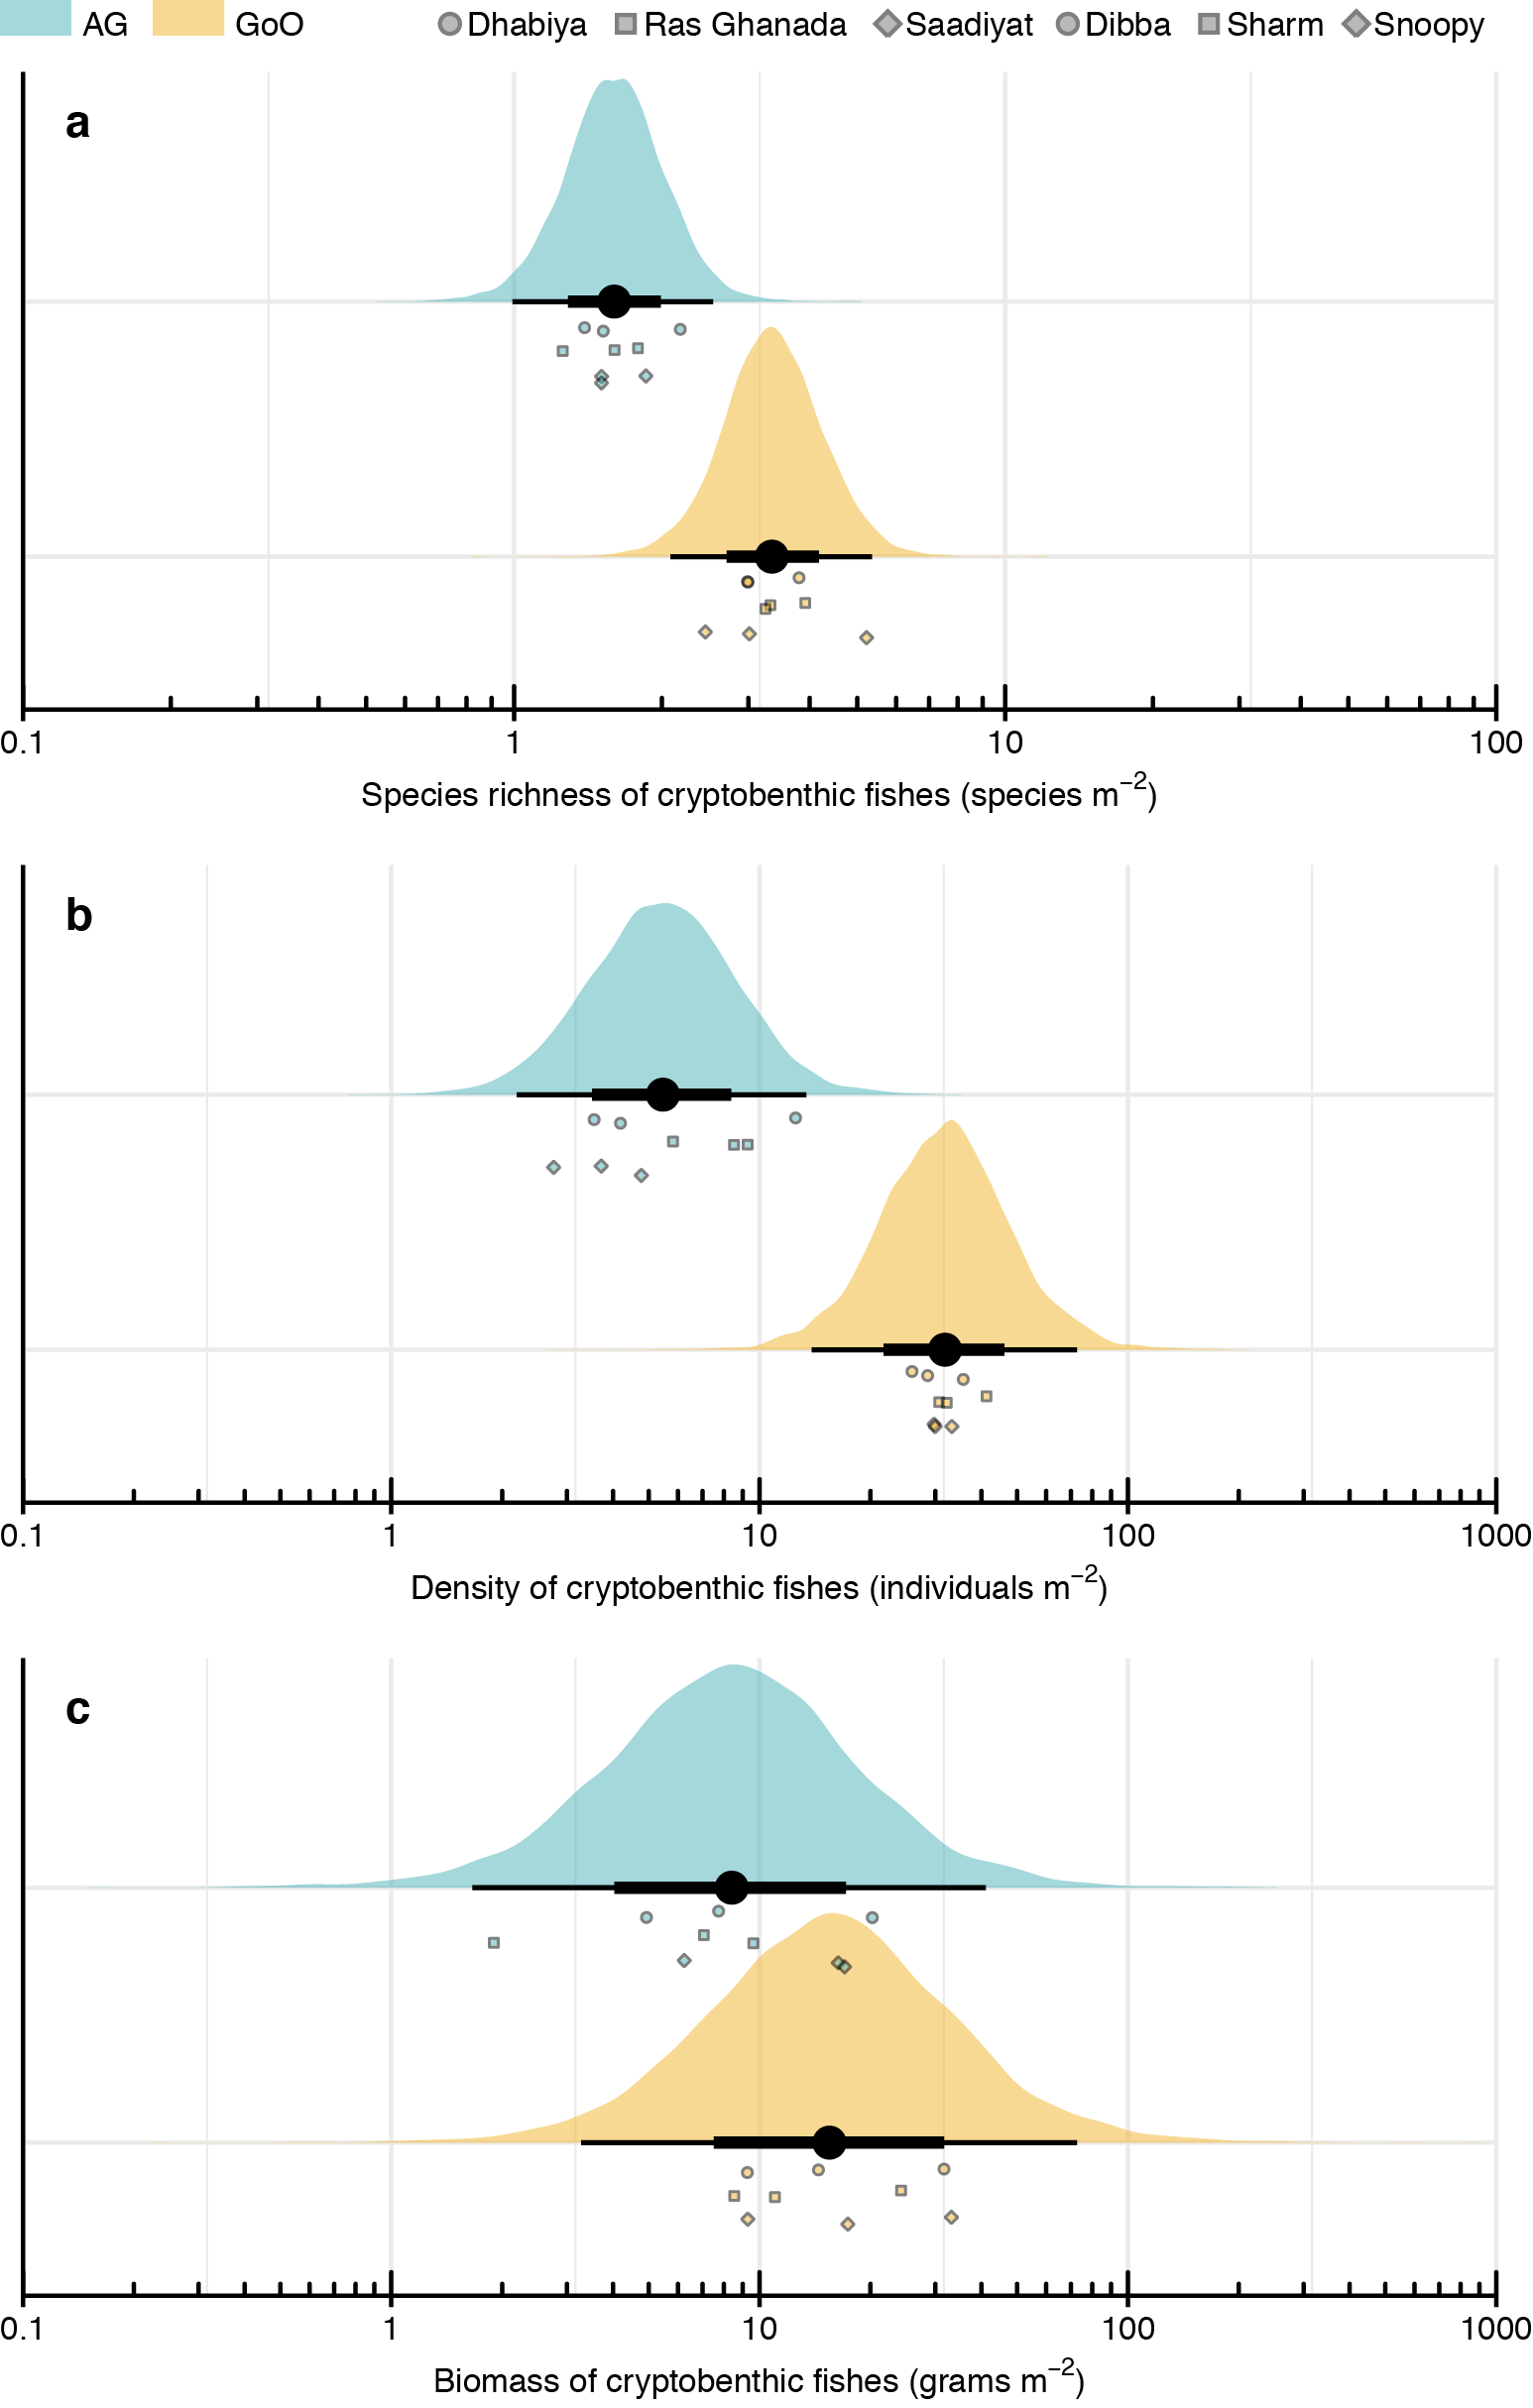 AG GoO Dhabiya Ras Ghanada Saadiyat Dibba Sharm Snoopy
a
0.1 1 10 100
Species richness of cryptobenthic fishes (species m−2)
b
0.1 1 10 100 1000
Density of cryptobenthic fishes (individuals m−2)
c
0.1 1 10 100 1000
Biomass of cryptobenthic fishes (grams m−2)